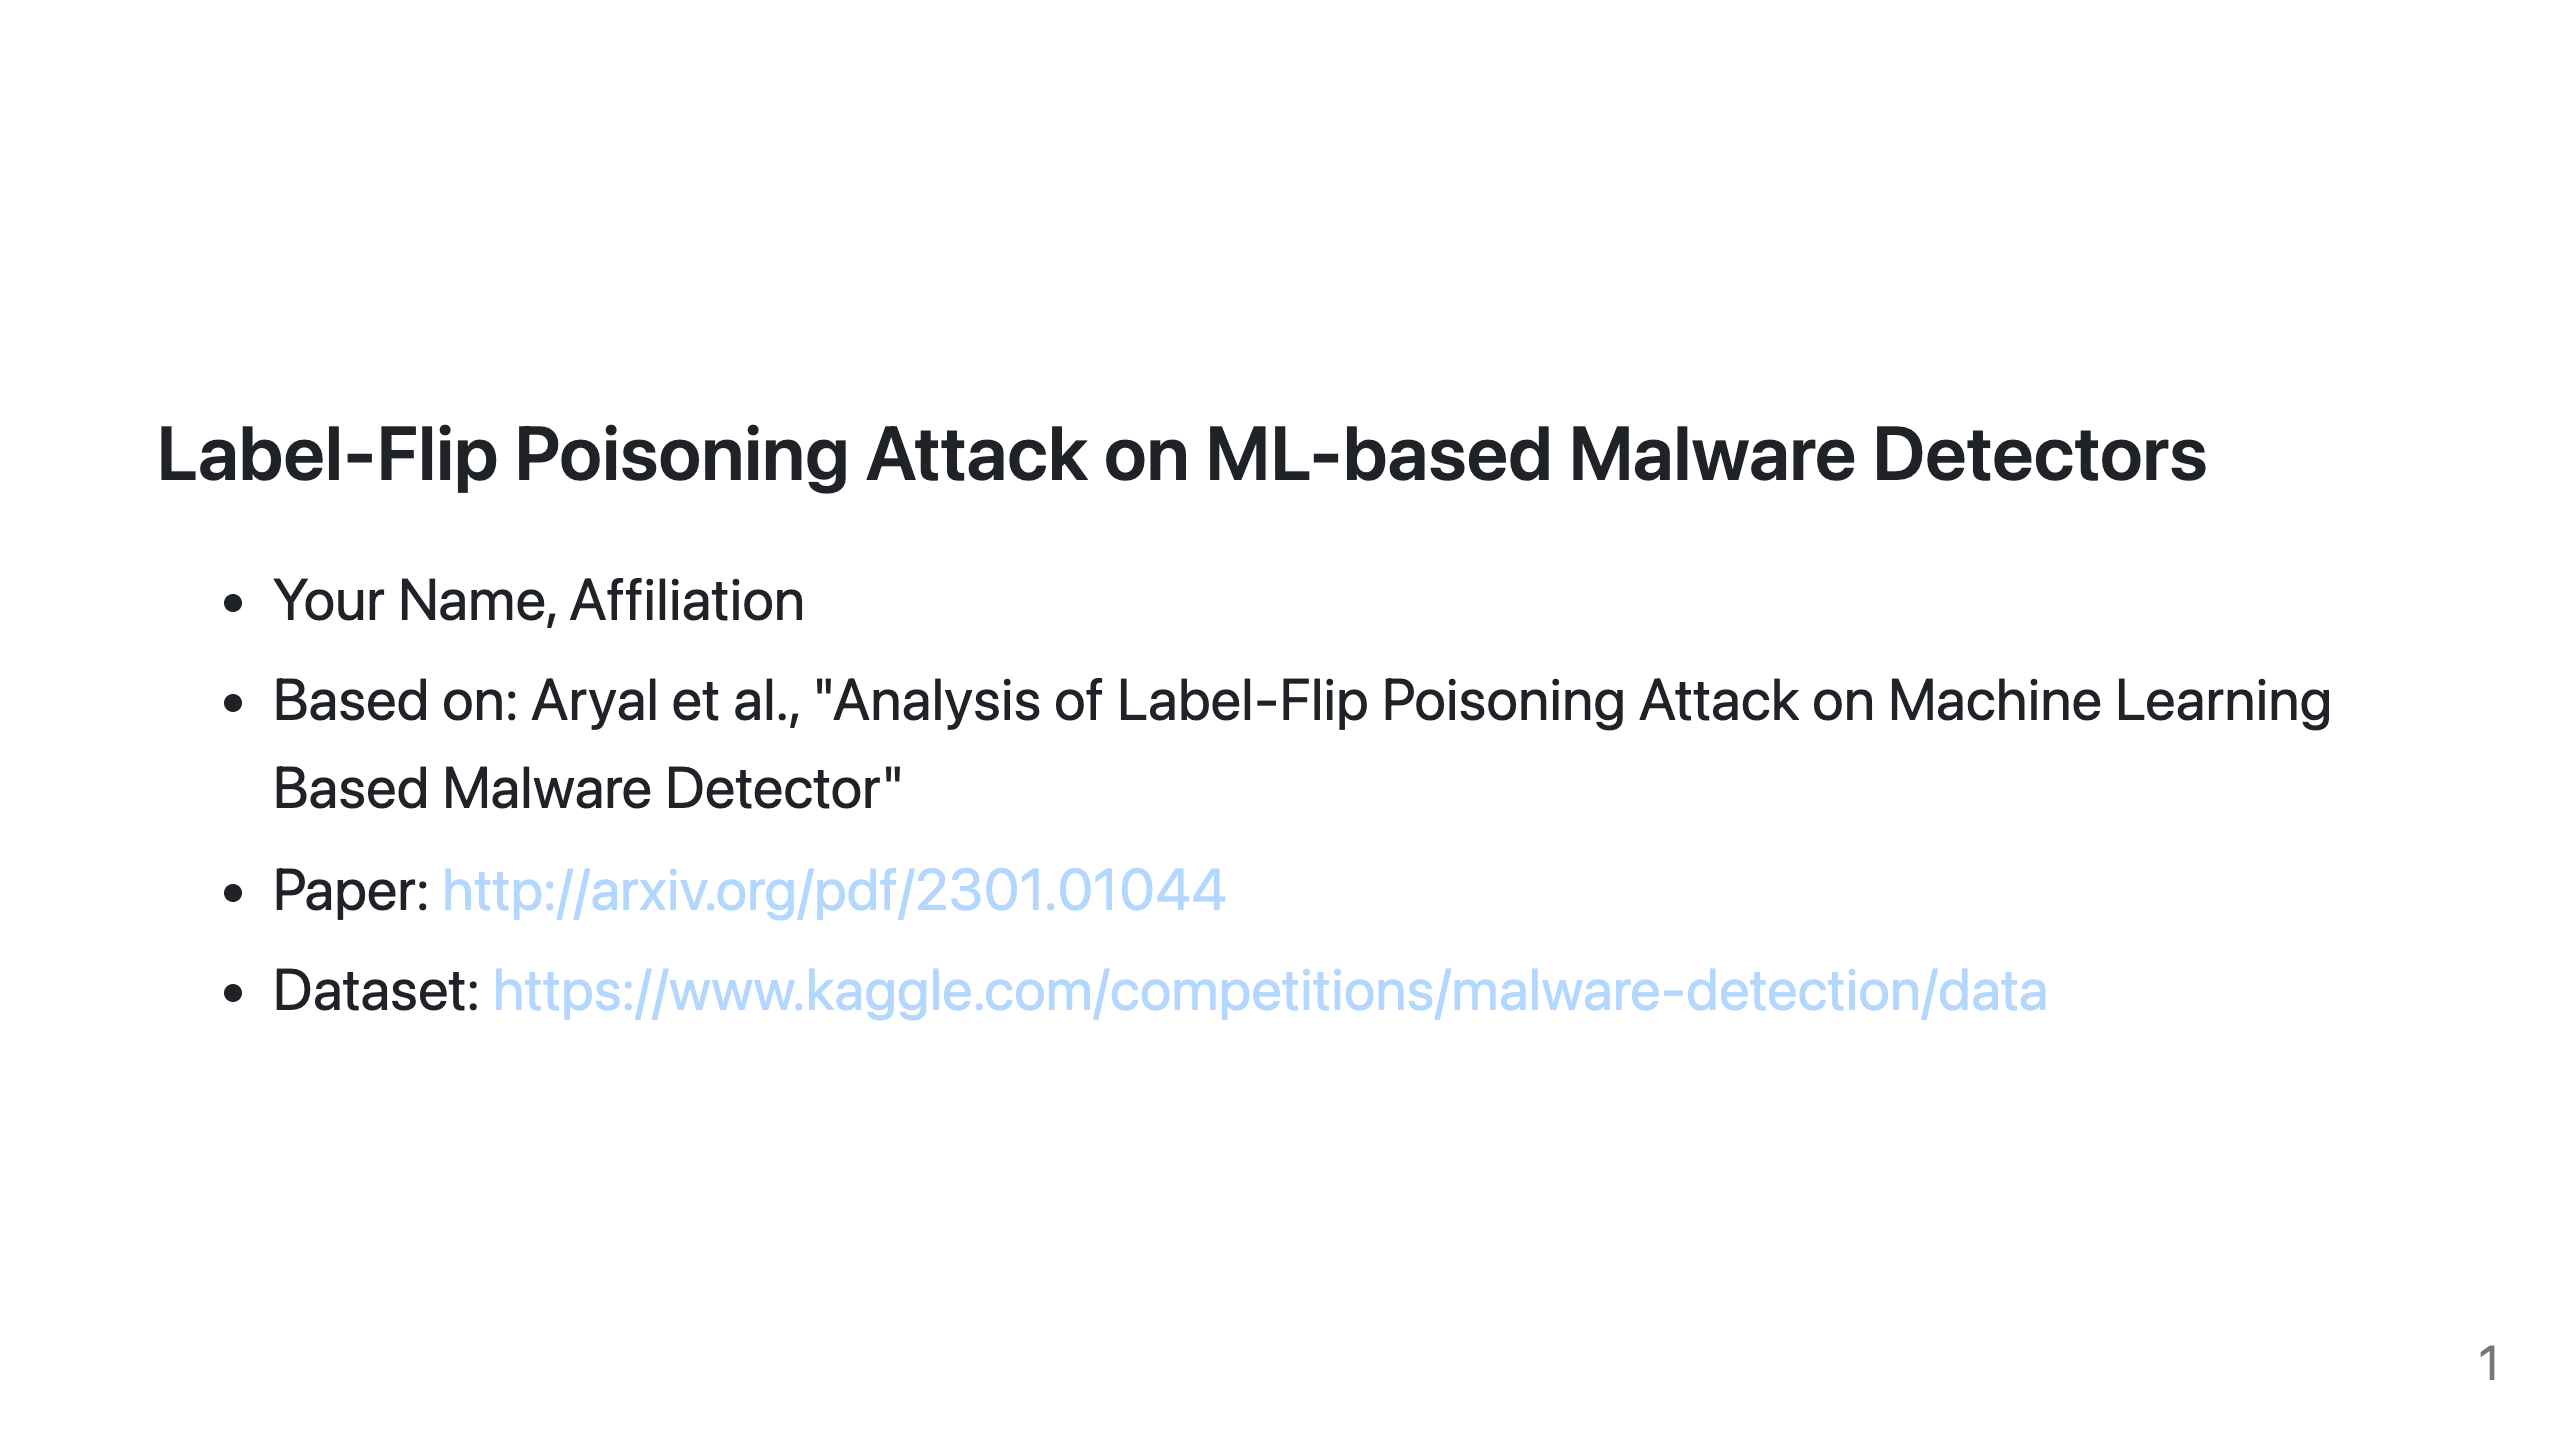 Label-Flip Poisoning Attack on ML-based Malware Detectors
• Your Name, Affiliation
• Based on: Aryal et al., "Analysis of Label-Flip Poisoning Attack on Machine Learning
Based Malware Detector"
• Paper: http://arxiv.org/pdf/2301.01044
• Dataset: https://www.kaggle.com/competitions/malware-detection/data
1